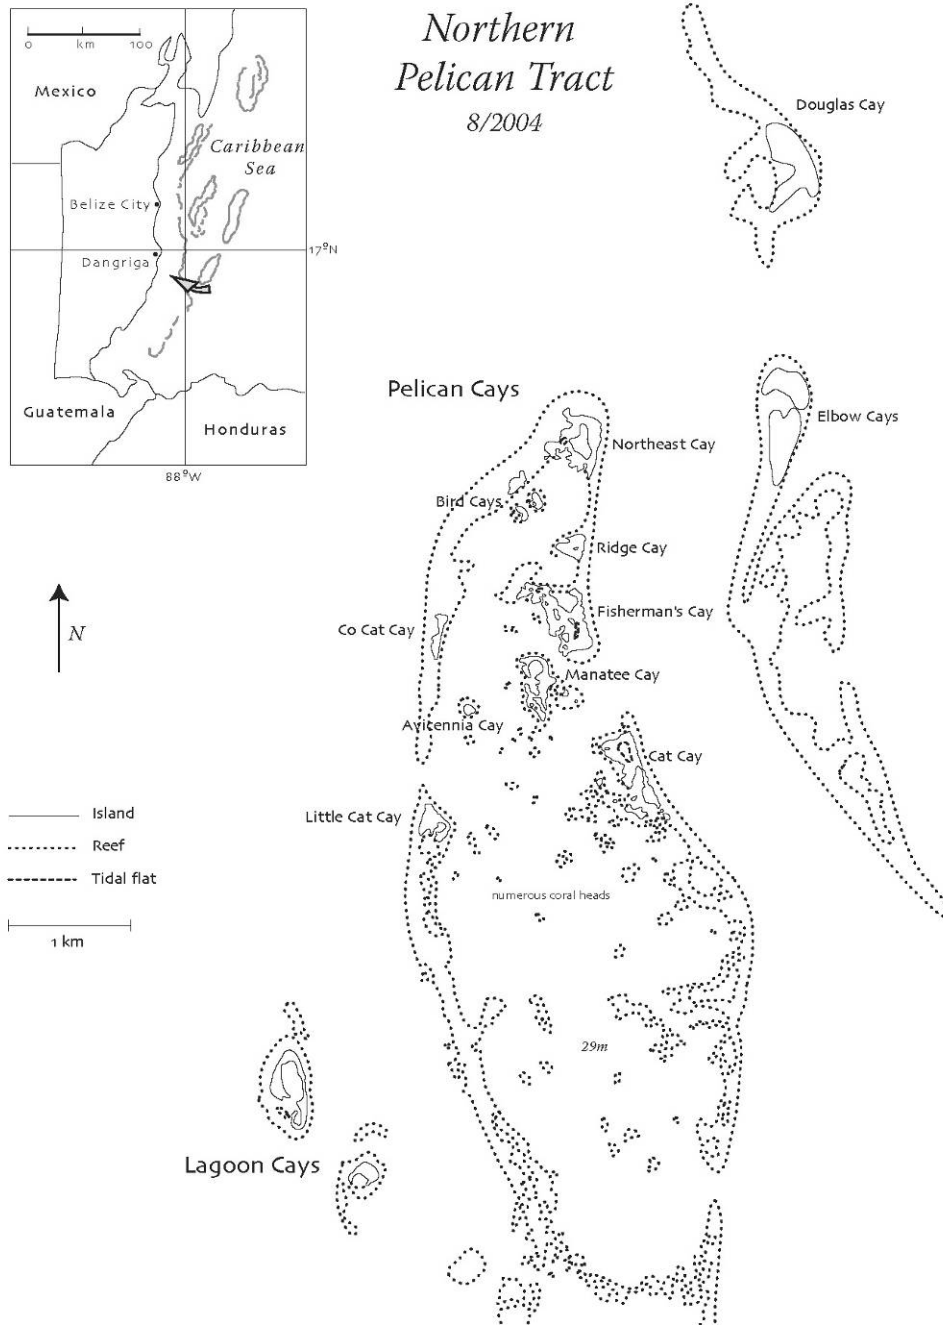 Northern
Pelican Tract
8/2004
0 km 100
Mexico
Caribbean
Sea
Belize City
Dangriga
17ºN
Guatemala
Honduras
88ºW
Douglas Cay
Pelican Cays
Elbow Cays
Northeast Cay
Bird Cays
Ridge Cay
Fisherman's Cay
N
Co Cat Cay
Manatee Cay
Avicennia Cay
Cat Cay
Little Cat Cay
Island
Reef
Tidal flat
1 km
numerous coral heads
29m
Lagoon Cays